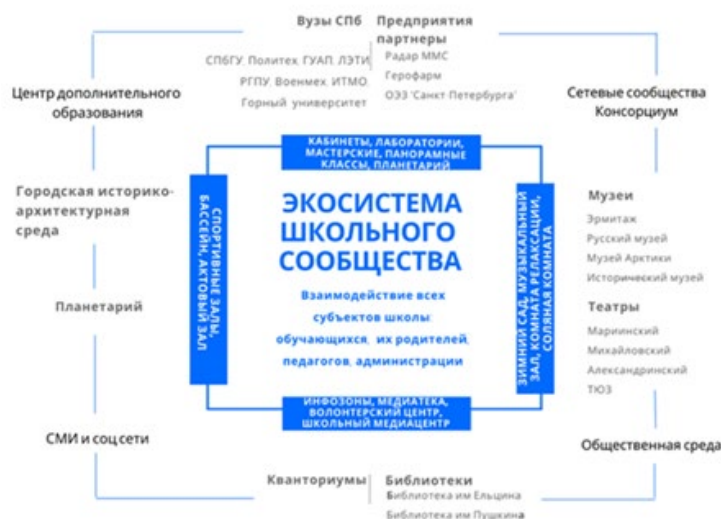 Вузы СПб
СПбГУ, Политех, ГУАП, ЛЭТИ
РГПУ, Военмех, ИТМО,
Горный университет
Предприятия
партнеры
Радар ММС
Герофарм
ОЭЗ 'Санкт Петербурга'
Центр дополнительного
образования
Сетевые сообщества
Консорциум
Городская историко-
архитектурная
среда
Планетарий
СМИ и соц сети
КАБИНЕТЫ, ЛАБОРАТОРИИ,
МАСТЕРСКИЕ, ПАНОРАМНЫЕ
КЛАССЫ, ПЛАНЕТАРИЙ
СПОРТИВНЫЕ ЗАЛЫ,
БАССЕЙН, АКТОВЫЙ ЗАЛ
ЭКОСИСТЕМА
ШКОЛЬНОГО
СООБЩЕСТВА
Взаимодействие всех
субъектов школы:
обучающихся, их родителей,
педагогов, администрации
ЗИМНИЙ САД, МУЗЫКАЛЬНЫЙ
ЗАЛ, КОМНАТА РЕЛАКСАЦИИ,
СОЛЯНАЯ КОМНАТА
ИНФОЗОНЫ, МЕДИАТЕКА,
ВОЛОНТЕРСКИЙ ЦЕНТР,
ШКОЛЬНЫЙ МЕДИАЦЕНТР
Музеи
Эрмитаж
Русский музей
Музей Арктики
Исторический музей
Театры
Мариинский
Михайловский
Александринский
ТЮЗ
Общественная среда
Кванториумы
Библиотеки
Библиотека им Ельцина
Библиотека им Пушкина